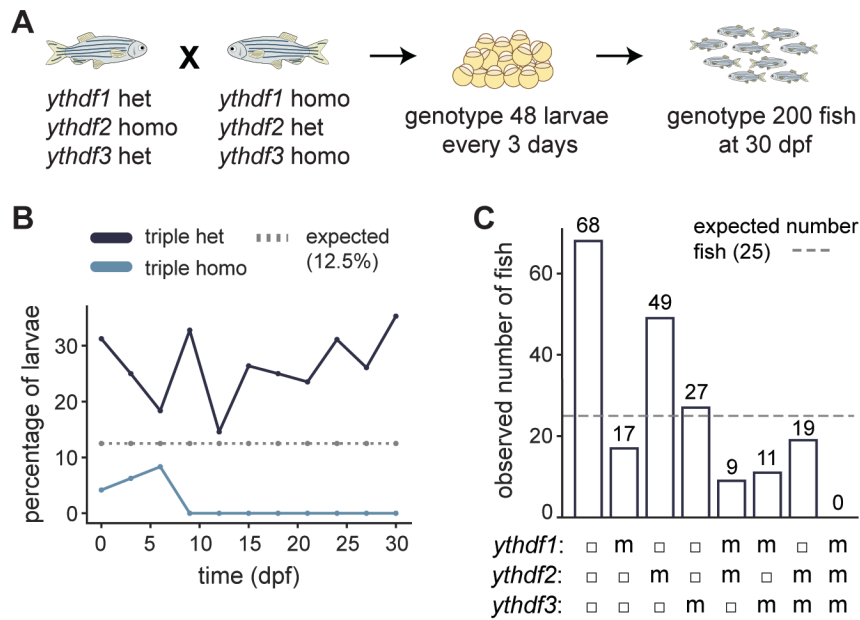 A
X
ythdf1 het
ythdf2 homo
ythdf3 het
ythdf1 homo
ythdf2 het
ythdf3 homo
genotype 48 larvae
every 3 days
genotype 200 fish
at 30 dpf
B
triple het
triple homo
expected
(12.5%)
percentage of larvae
30
20
10
0
0 5 10 15 20 25 30
time (dpf)
C
expected number
fish (25)
observed number of fish
60
40
20
0
68
17
49
27
9
11
19
0
ythdf1: □ m □ □ m m □ m
ythdf2: □ □ m □ m □ m m
ythdf3: □ □ □ m □ m m m